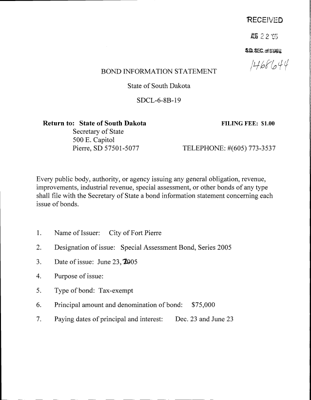 RECEIVED
22
BOND INFORMATION STATEMENT
State of South Dakota
SDCL-6-8B-19
Return to: State of South Dakota FILING FEE: $1.00
Secretary of State
500 E. Capitol
Pierre, SD 57501-5077 TELEPHONE: #(605) 773-3537
Every public body, authority, or agency issuing any general obligation, revenue,
improvements, industrial revenue, special assessment, or other bonds of any type
shall file with the Secretary of State a bond information statement concerning each
issue of bonds.
1. Name of Issuer: City of Fort Pierre
2. Designation of issue: Special Assessment Bond, Series 2005
3. Date of issue: June 23, 2005
4. Purpose of issue:
5. Type of bond: Tax-exempt
6. Principal amount and denomination of bond: $75,000
7. Paying dates of principal and interest: Dec. 23 and June 23